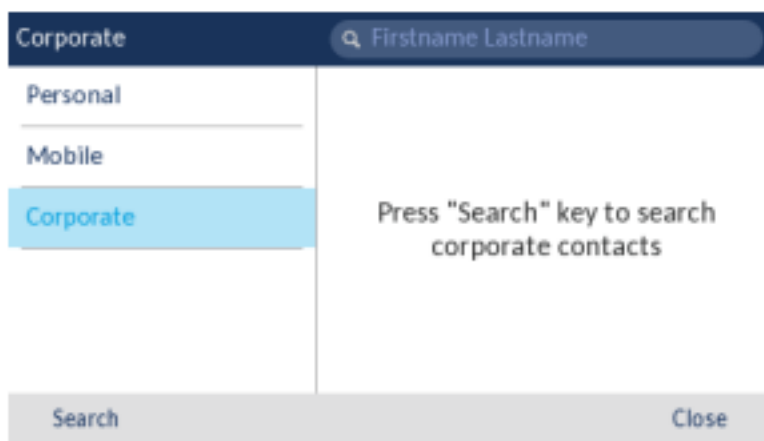 Corporate
Firstname Lastname
Personal
Mobile
Corporate
Press "Search" key to search
corporate contacts
Search
Close